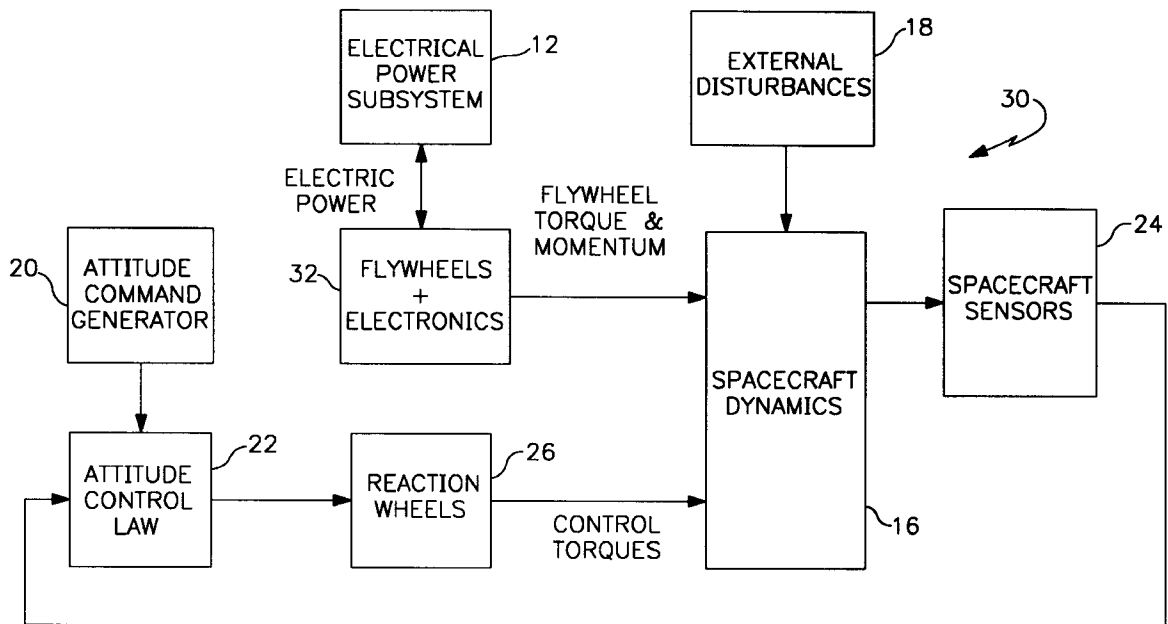 ELECTRICAL
POWER
SUBSYSTEM
12
EXTERNAL
DISTURBANCES
18
30
ELECTRIC
POWER
FLYWHEEL
TORQUE &
MOMENTUM
20
ATTITUDE
COMMAND
GENERATOR
32
FLYWHEELS
+
ELECTRONICS
SPACECRAFT
DYNAMICS
16
SPACECRAFT
SENSORS
24
ATTITUDE
CONTROL
LAW
22
REACTION
WHEELS
26
CONTROL
TORQUES